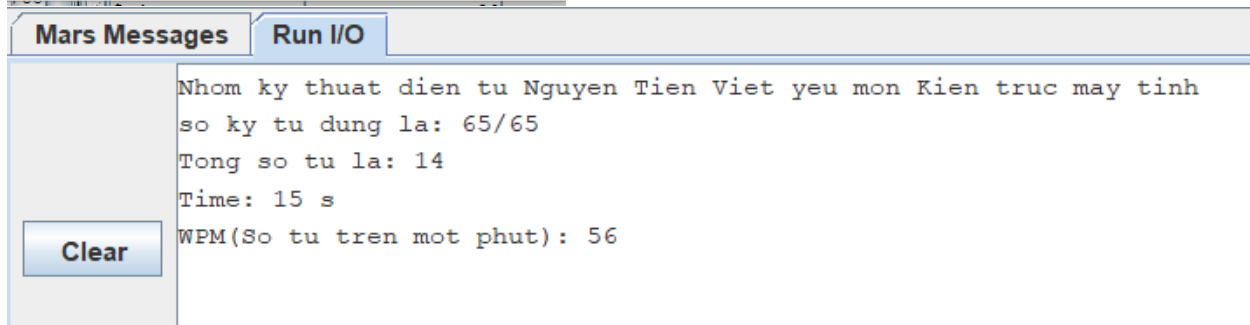 Mars Messages Run I/O
Nhom ky thuat dien tu Nguyen Tien Viet yeu mon Kien truc may tinh
so ky tu dung la: 65/65
Tong so tu la: 14
Time: 15 s
WPM(So tu tren mot phut): 56
Clear